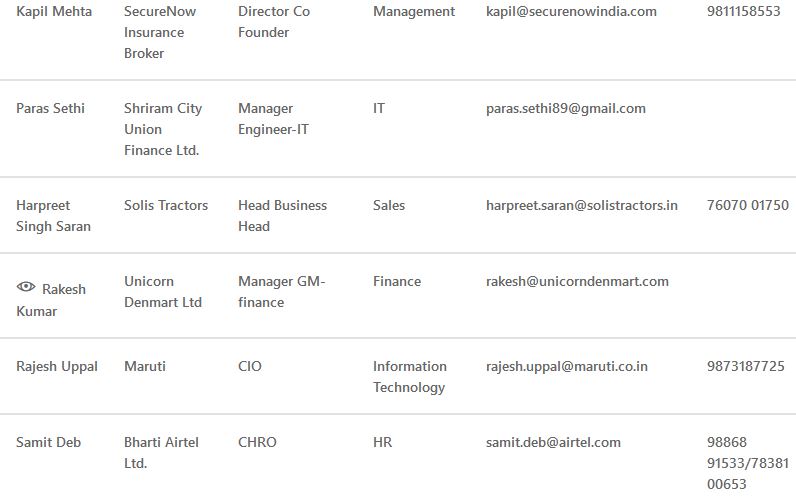 Kapil Mehta SecureNow Insurance Broker Director Co Founder Management kapil@securenowindia.com 9811158553
Paras Sethi Shriram City Union Finance Ltd. Manager Engineer-IT IT paras.sethi89@gmail.com
Harpreet Singh Saran Solis Tractors Head Business Head Sales harpreet.saran@solistractors.in 76070 01750
Rakesh Kumar Unicorn Denmart Ltd Manager GM-finance Finance rakesh@unicorndenmart.com
Rajesh Uppal Maruti CIO Information Technology rajesh.uppal@maruti.co.in 9873187725
Samit Deb Bharti Airtel Ltd. CHRO HR samit.deb@airtel.com 98868 91533/78381 00653